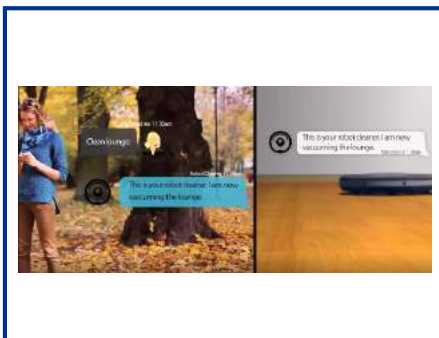 Clean lounge.
This is your robot cleaner. I am now
vacuuming the lounge.
This is your robot cleaner. I am now
vacuuming the lounge.